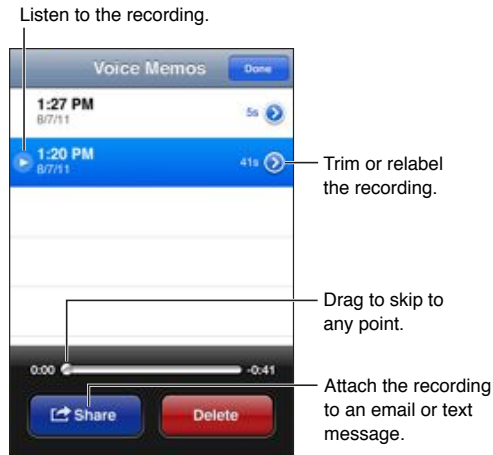 Listen to the recording.
Voice Memos
Done
1:27 PM
8/7/11
5s
1:20 PM
8/7/11
41s
Trim or relabel
the recording.
Drag to skip to
any point.
0:00
-0:41
Share
Delete
Attach the recording
to an email or text
message.